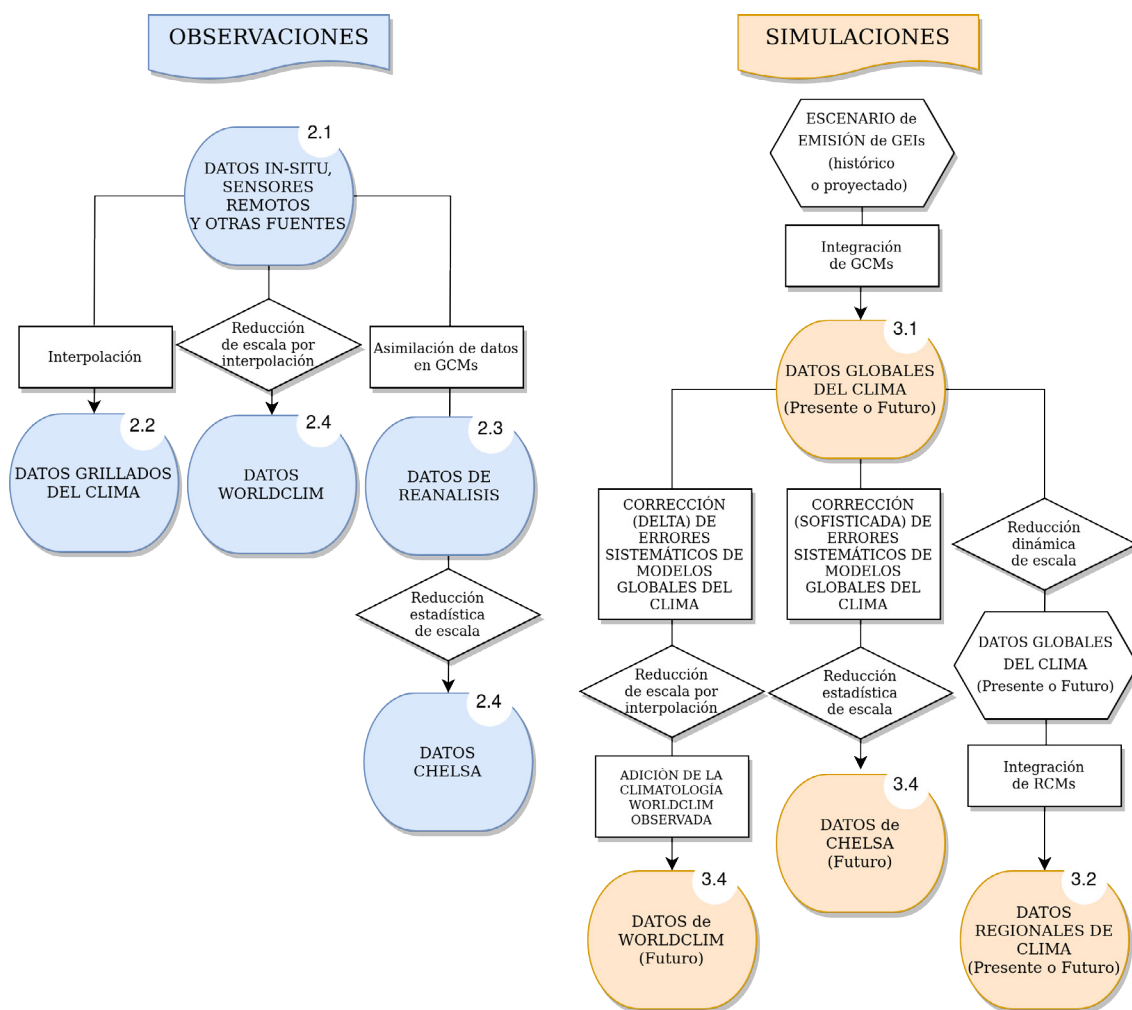 OBSERVACIONES
2.1
DATOS IN-SITU,
SENSORES
REMOTOS
Y OTRAS FUENTES
Interpolación
Reducción
de escala por
interpolación
Asimilación de datos
en GCMs
2.2
DATOS GRILLADOS
DEL CLIMA
2.4
DATOS
WORLDCLIM
2.3
DATOS DE
REANALISIS
Reducción
estadística
de escala
2.4
DATOS
CHELSA
SIMULACIONES
ESCENARIO de
EMISIÓN de GEIs
(histórico
o proyectado)
Integración
de GCMs
3.1
DATOS GLOBALES
DEL CLIMA
(Presente o Futuro)
CORRECCIÓN
(DELTA) DE
ERRORES
SISTEMÁTICOS DE
MODELOS
GLOBALES DEL
CLIMA
Reducción
de escala por
interpolación
ADICIÓN DE LA
CLIMATOLOGÍA
WORLDCLIM
OBSERVADA
3.4
DATOS de
WORLDCLIM
(Futuro)
CORRECCIÓN
(SOFISTICADA) DE
ERRORES
SISTEMÁTICOS DE
MODELOS
GLOBALES DEL
CLIMA
Reducción
estadística
de escala
3.4
DATOS de
CHELSA
(Futuro)
Reducción
dinámica
de escala
DATOS GLOBALES
DEL CLIMA
(Presente o Futuro)
Integración
de RCMs
3.2
DATOS
REGIONALES DE
CLIMA
(Presente o Futuro)